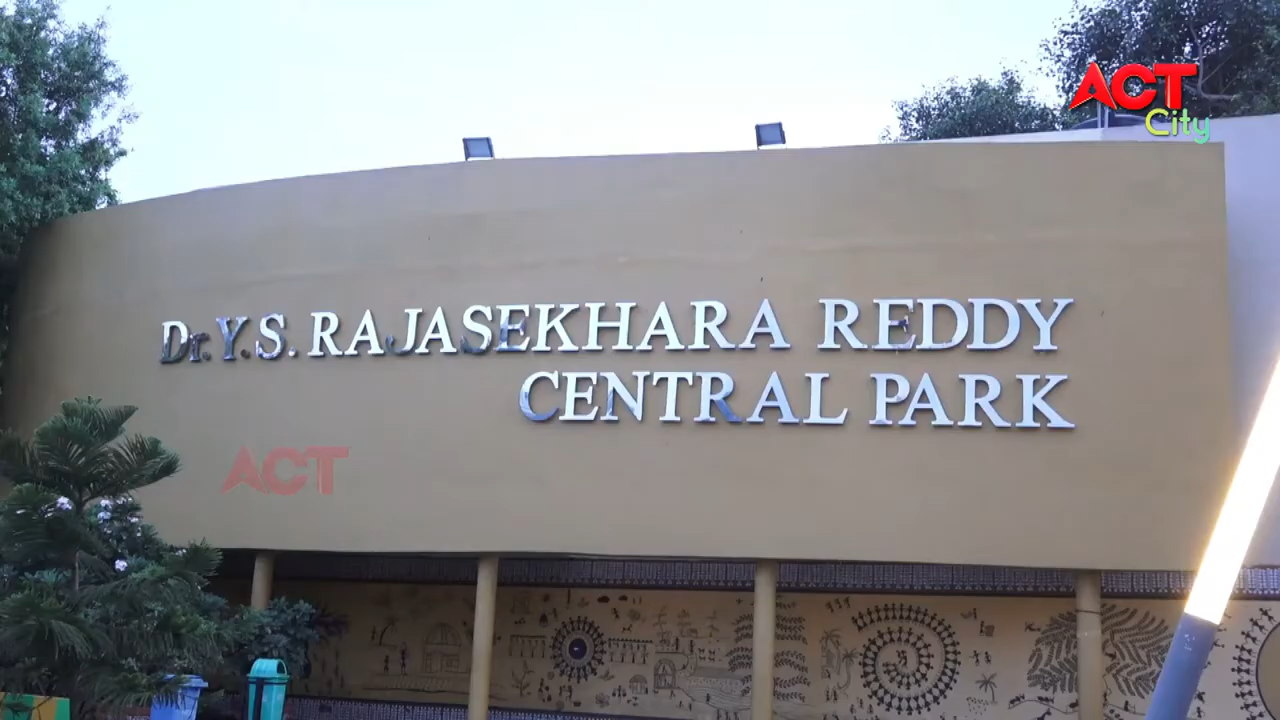 ACT
City
Dr.Y.S. RAJASEKHARA REDDY
CENTRAL PARK
ACT